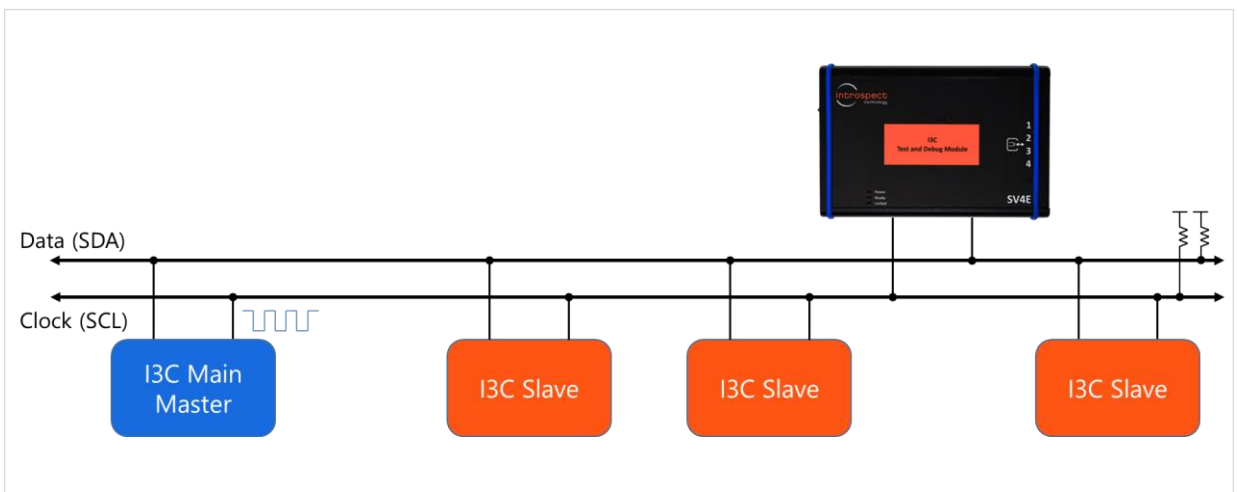 introspect
technology
I3C
Test and Debug Module
1
2
3
4
Power
Ready
SV4E
Data (SDA)
Clock (SCL)
I3C Main
Master
I3C Slave
I3C Slave
I3C Slave